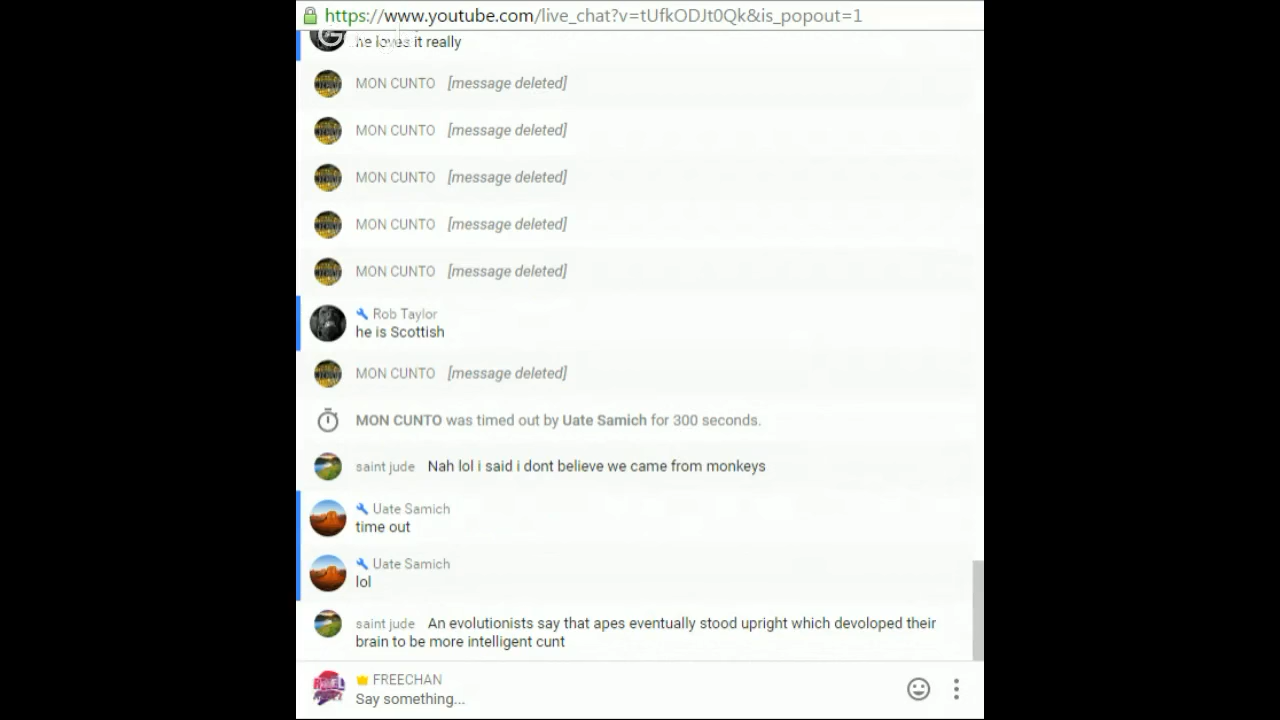 https://www.youtube.com/live_chat?v=tUfkODJt0Qk&is_popout=1
he loves it really
MON CUNTO [message deleted]
MON CUNTO [message deleted]
MON CUNTO [message deleted]
MON CUNTO [message deleted]
MON CUNTO [message deleted]
Rob Taylor
he is Scottish
MON CUNTO [message deleted]
MON CUNTO was timed out by Uate Samich for 300 seconds.
saint jude Nah lol i said i dont believe we came from monkeys
Uate Samich
time out
Uate Samich
lol
saint jude An evolutionists say that apes eventually stood upright which devoloped their
brain to be more intelligent cunt
FREECHAN
Say something...